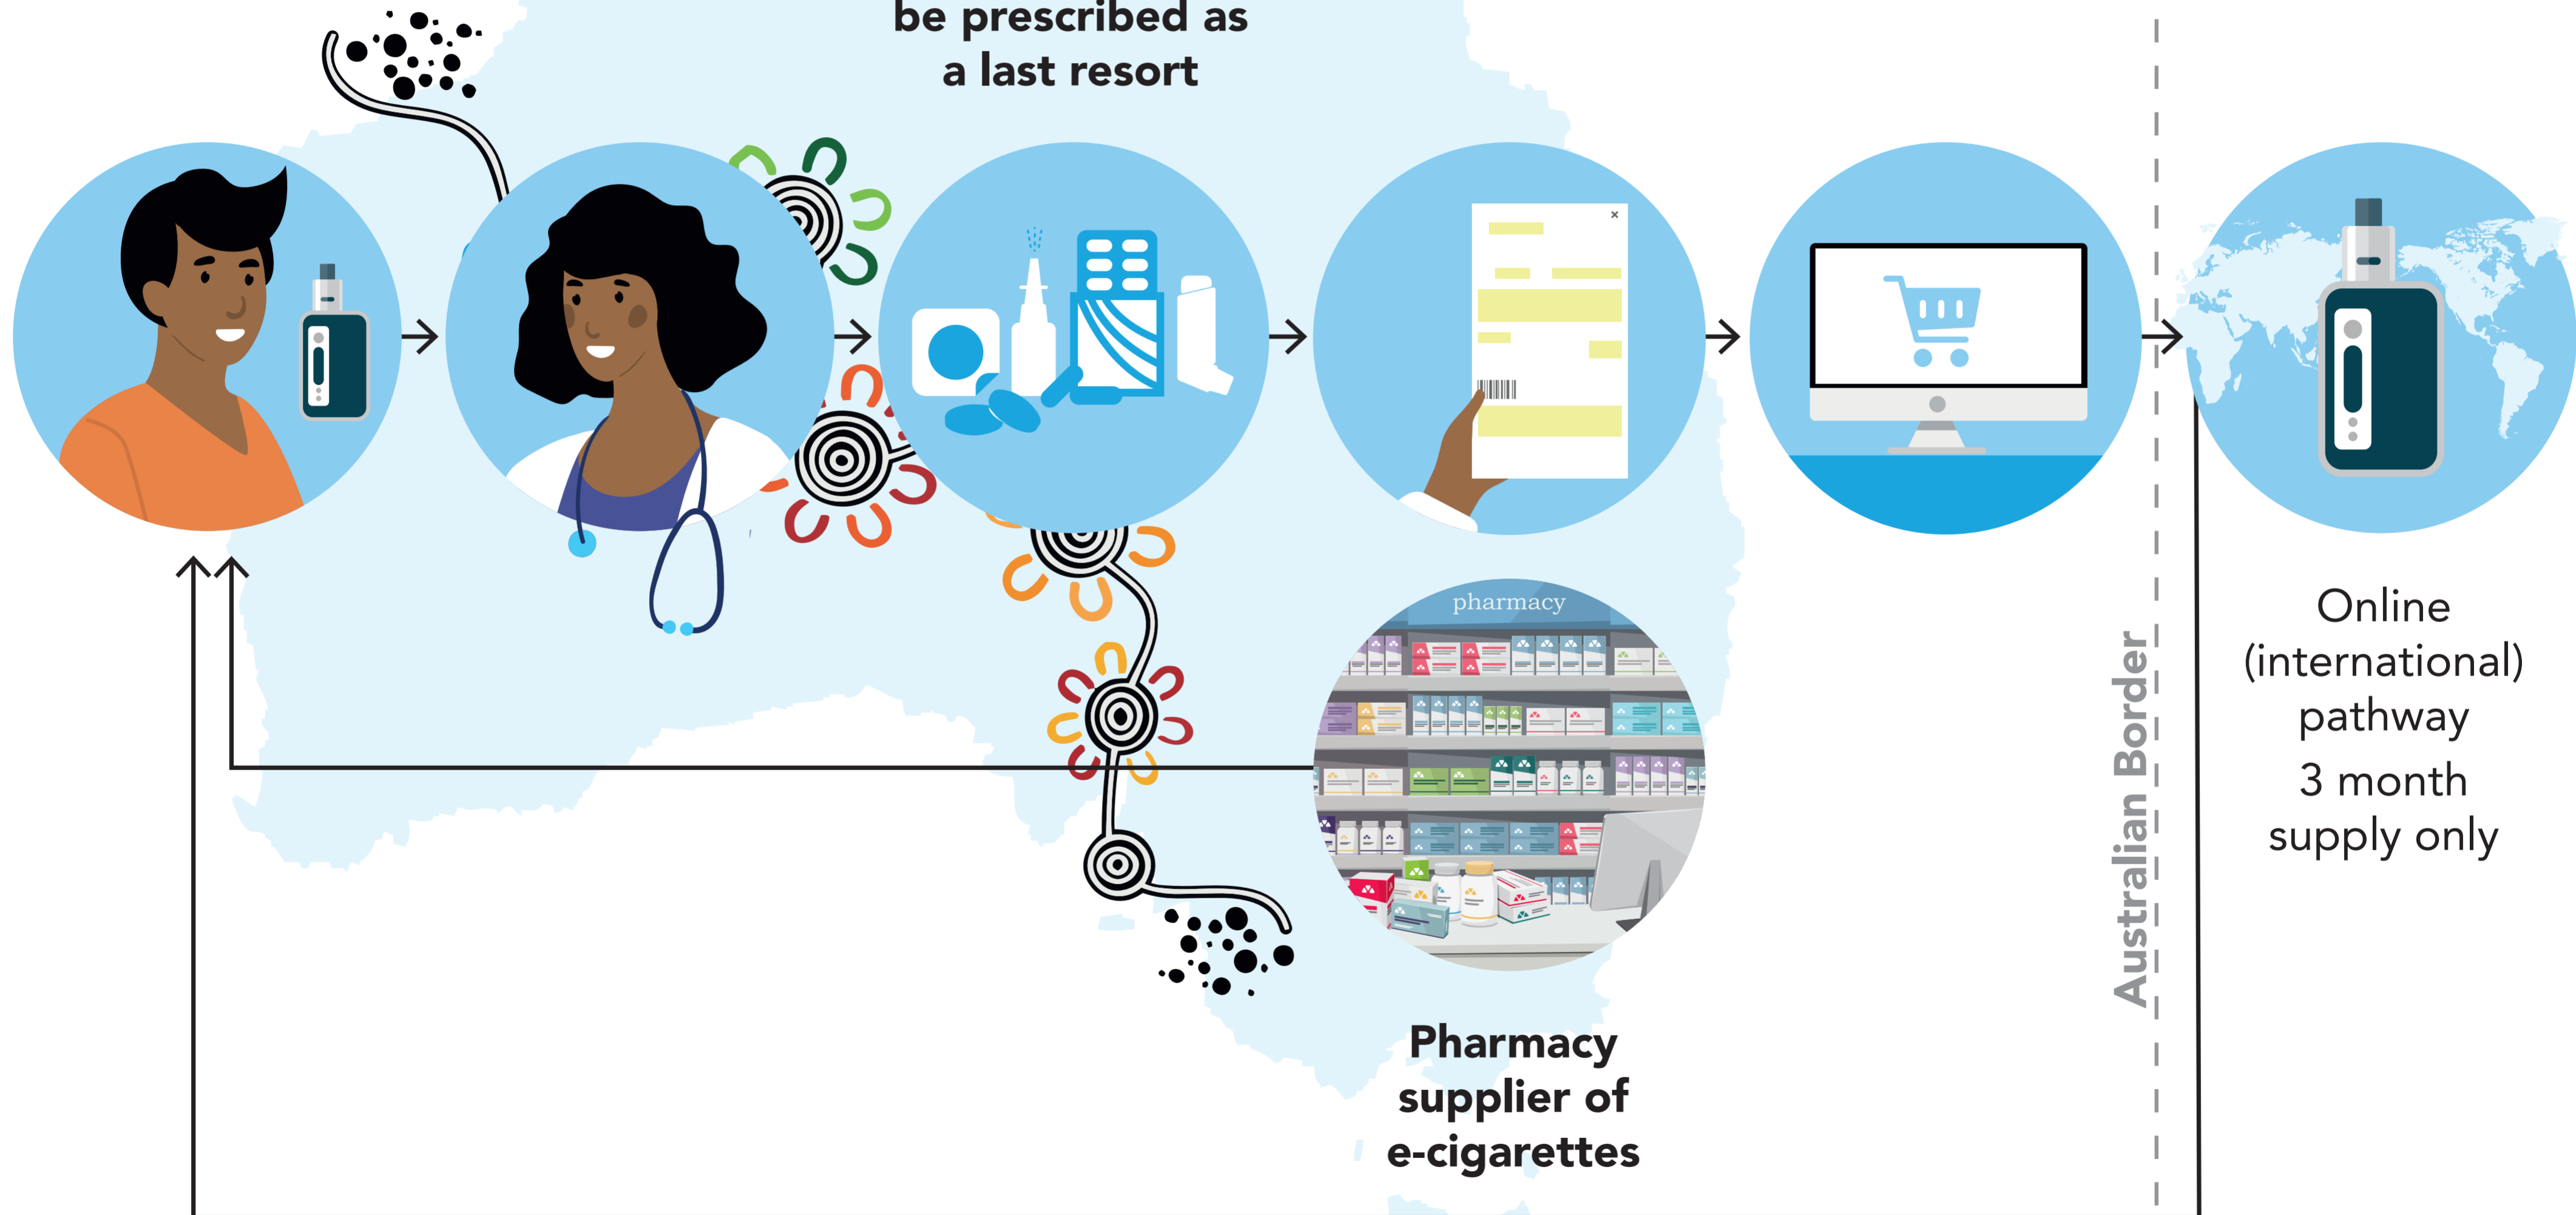 be prescribed as
a last resort
pharmacy
Pharmacy
supplier of
e-cigarettes
Australian Border
Online
(international)
pathway
3 month
supply only